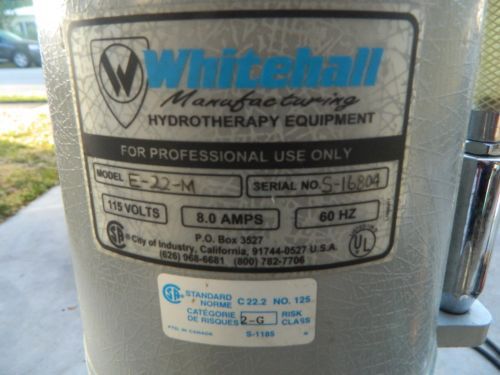 W Whitehall
Manufacturing
HYDROTHERAPY EQUIPMENT
FOR PROFESSIONAL USE ONLY
MODEL E-22-M SERIAL NO. S-16804
115 VOLTS 8.0 AMPS 60 HZ
P.O. Box 3527
City of Industry, California, 91744-0527 U.S.A.
(626) 968-6681 (800) 782-7706
UL
STANDARD
NORME C22.2 NO. 125
CATÉGORIE
DE RISQUES 2-G RISK
CLASS
S-1185